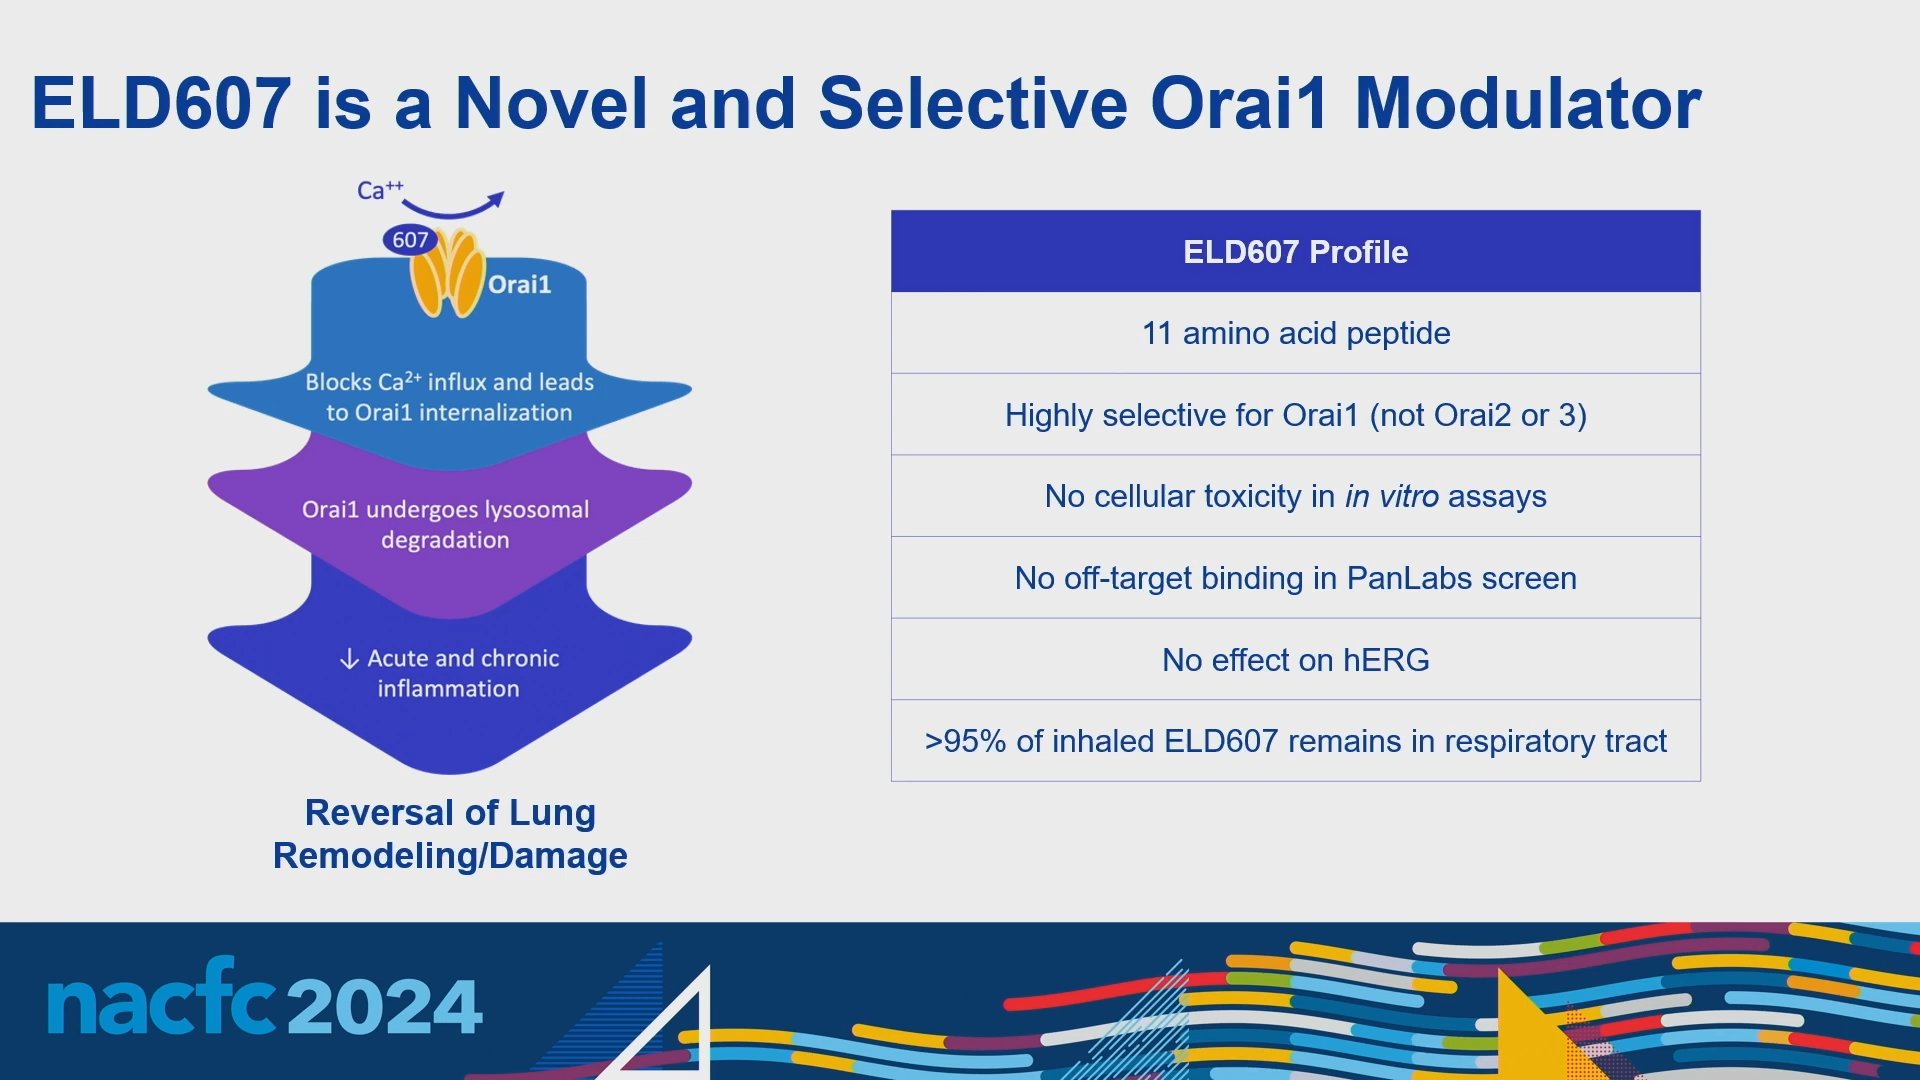 ELD607 is a Novel and Selective Orai1 Modulator
Ca⁺⁺
607
Orai1
Blocks Ca²⁺ influx and leads
to Orai1 internalization
Orai1 undergoes lysosomal
degradation
↓ Acute and chronic
inflammation
Reversal of Lung
Remodeling/Damage
ELD607 Profile
11 amino acid peptide
Highly selective for Orai1 (not Orai2 or 3)
No cellular toxicity in in vitro assays
No off-target binding in PanLabs screen
No effect on hERG
>95% of inhaled ELD607 remains in respiratory tract
nacfc 2024